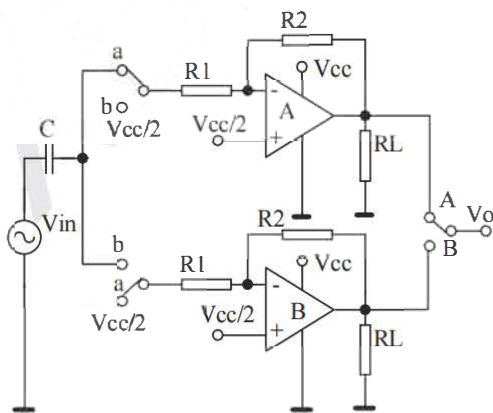 R2
a
R1
Vcc
-
A
b
Vcc/2
Vcc/2
+
C
RL
A
Vo
Vin
B
R2
b
R1
Vcc
a
-
B
Vcc/2
Vcc/2
+
RL